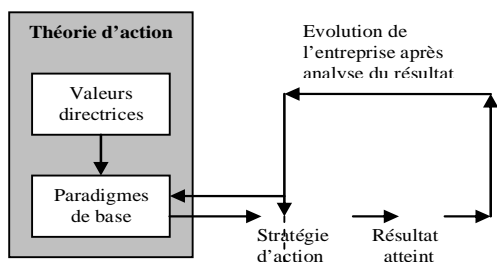 Théorie d'action
Valeurs
directrices
Paradigmes
de base
Evolution de
l'entreprise après
analyse du résultat
Stratégie
d'action
Résultat
atteint